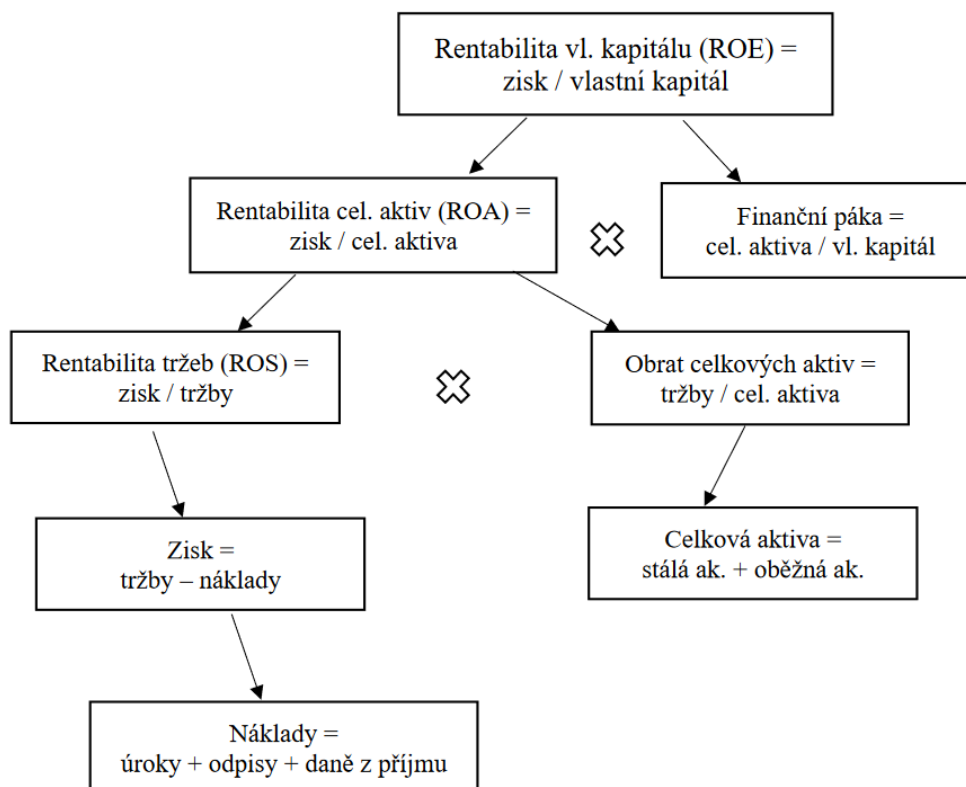 Rentabilita vl. kapitálu (ROE) =
zisk / vlastní kapitál
Rentabilita cel. aktiv (ROA) =
zisk / cel. aktiva
Finanční páka =
cel. aktiva / vl. kapitál
Rentabilita tržeb (ROS) =
zisk / tržby
Obrat celkových aktiv =
tržby / cel. aktiva
Zisk =
tržby – náklady
Celková aktiva =
stálá ak. + oběžná ak.
Náklady =
úroky + odpisy + daně z příjmu